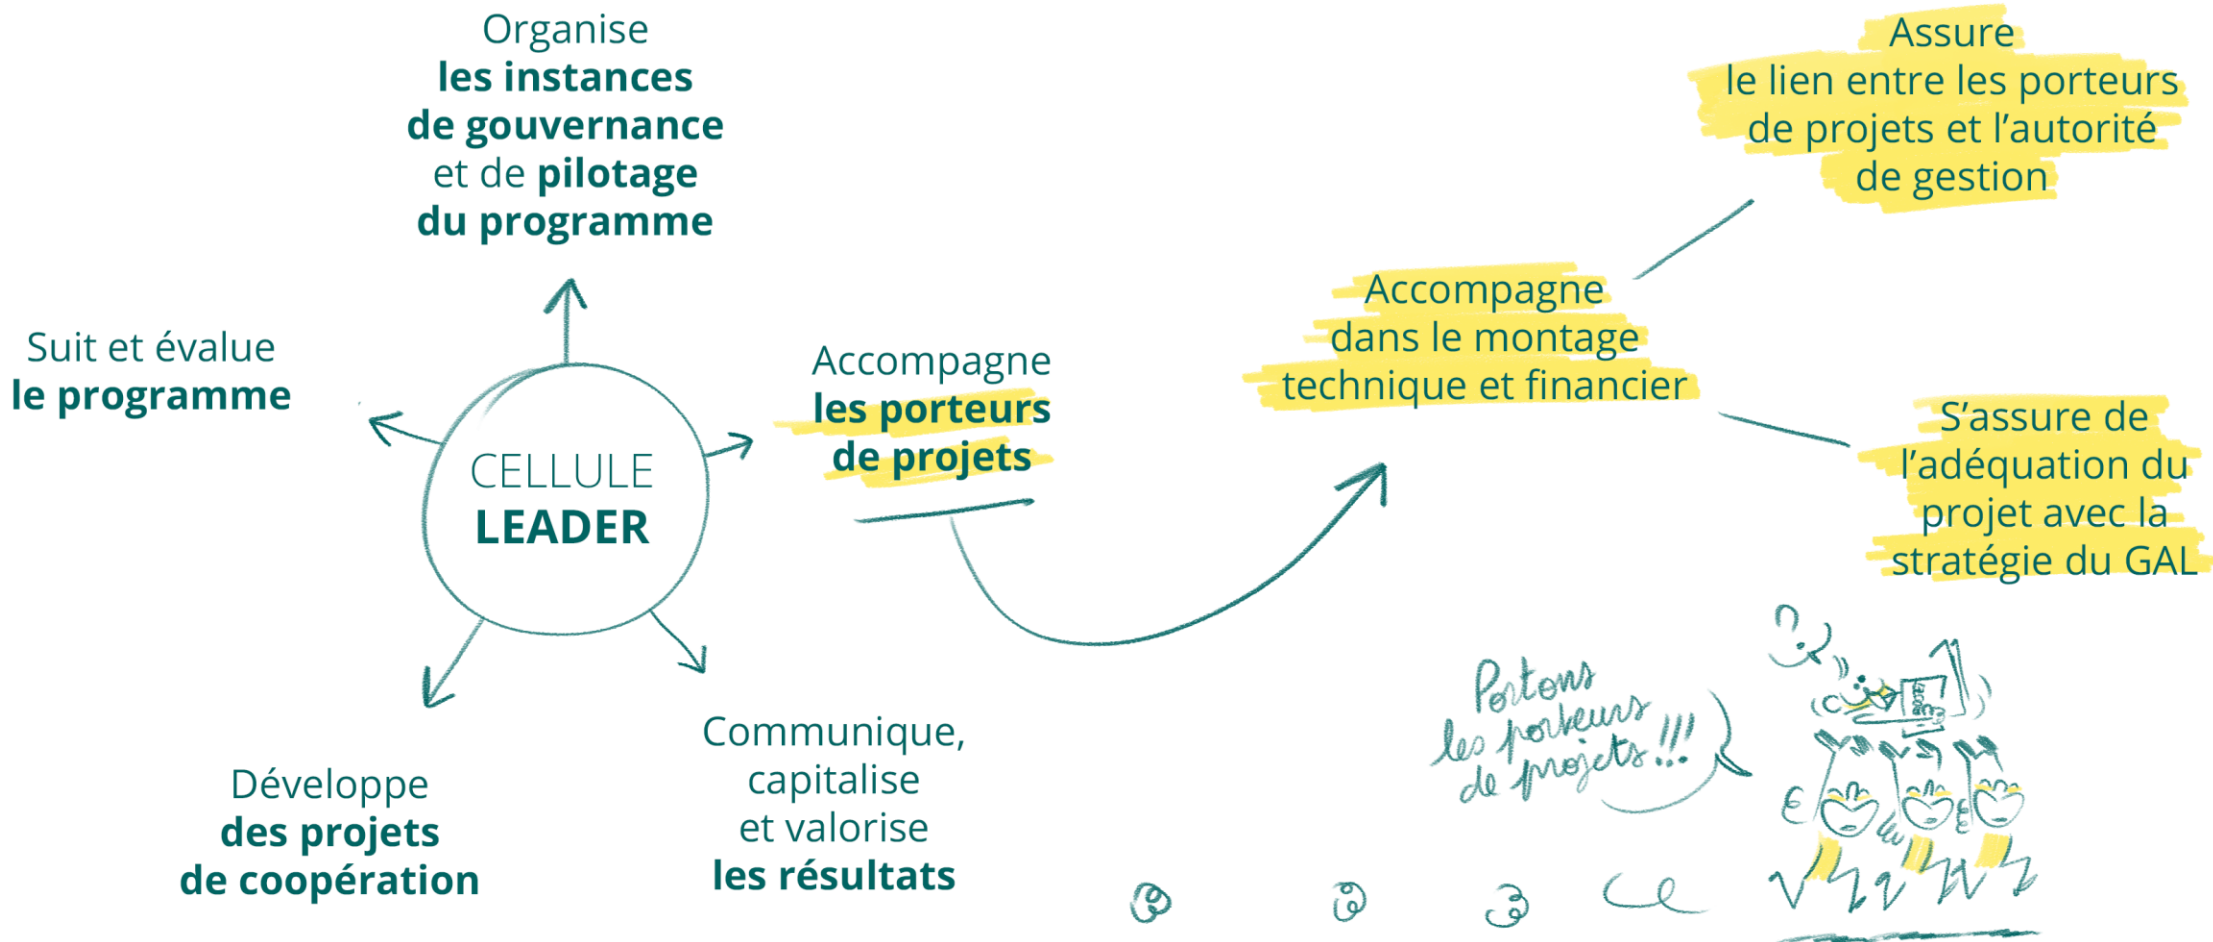 Organise
les instances
de gouvernance
et de pilotage
du programme
Suit et évalue
le programme
CELLULE
LEADER
Accompagne
les porteurs
de projets
Développe
des projets
de coopération
Communique,
capitalise
et valorise
les résultats
Accompagne
dans le montage
technique et financier
Assure
le lien entre les porteurs
de projets et l’autorité
de gestion
S’assure de
l’adéquation du
projet avec la
stratégie du GAL
Portons
les porteurs
de projets !!!